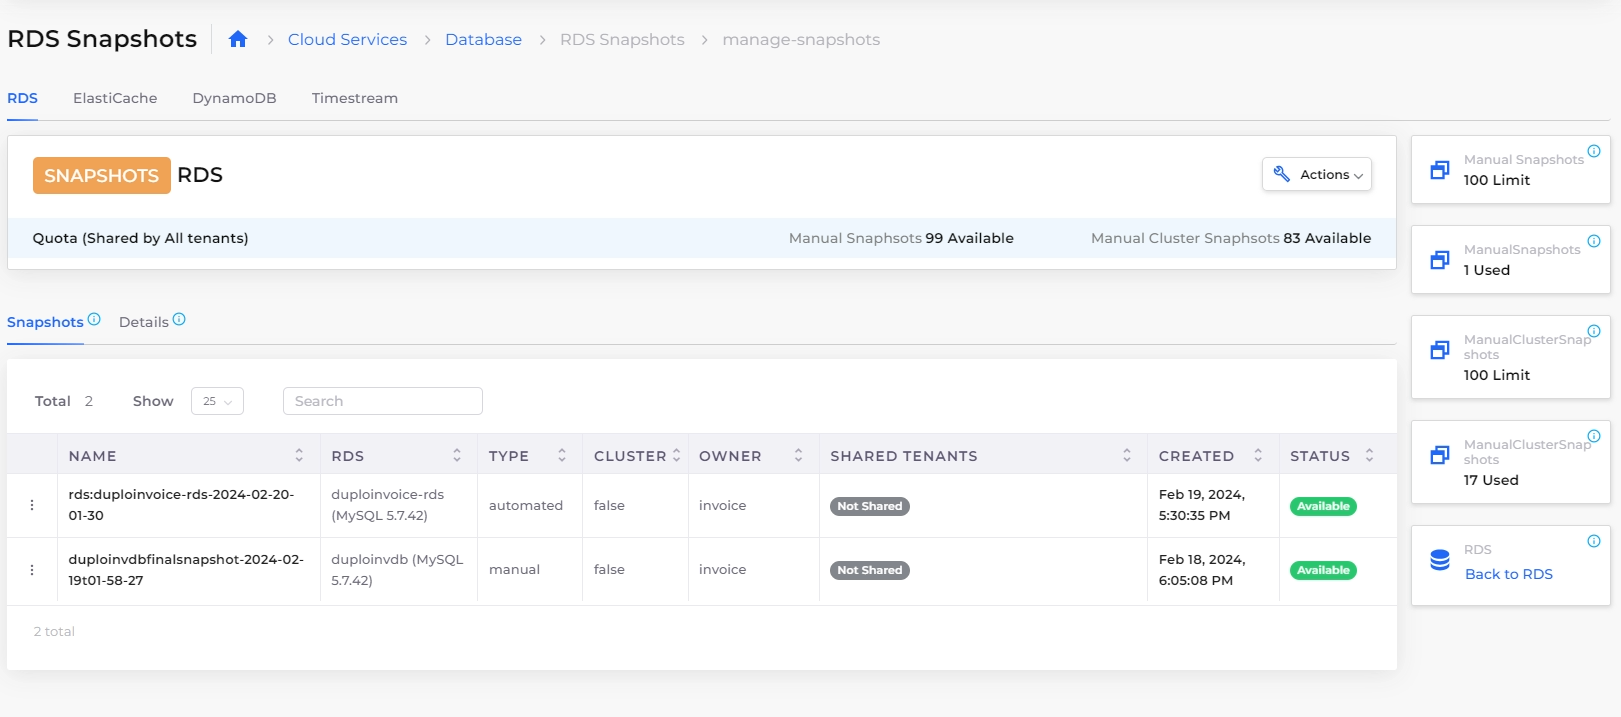 RDS Snapshots
Cloud Services > Database > RDS Snapshots > manage-snapshots
RDS ElastiCache DynamoDB Timestream
SNAPSHOTS RDS
Actions
Quota (Shared by All tenants) Manual Snaphsots 99 Available Manual Cluster Snaphsots 83 Available
Snapshots Details
Total 2 Show 25 Search
NAME RDS TYPE CLUSTER OWNER SHARED TENANTS CREATED STATUS
rds:duploinvoice-rds-2024-02-20-
01-30
duploinvoice-rds
(MySQL 5.7.42)
automated
false
invoice
Not Shared
Feb 19, 2024,
5:30:35 PM
Available
duploinvdbfinalsnapshot-2024-02-
19t01-58-27
duploinvdb (MySQL
5.7.42)
manual
false
invoice
Not Shared
Feb 18, 2024,
6:05:08 PM
Available
2 total
Manual Snapshots
100 Limit
ManualSnapshots
1 Used
ManualClusterSnap
shots
100 Limit
ManualClusterSnap
shots
17 Used
RDS
Back to RDS